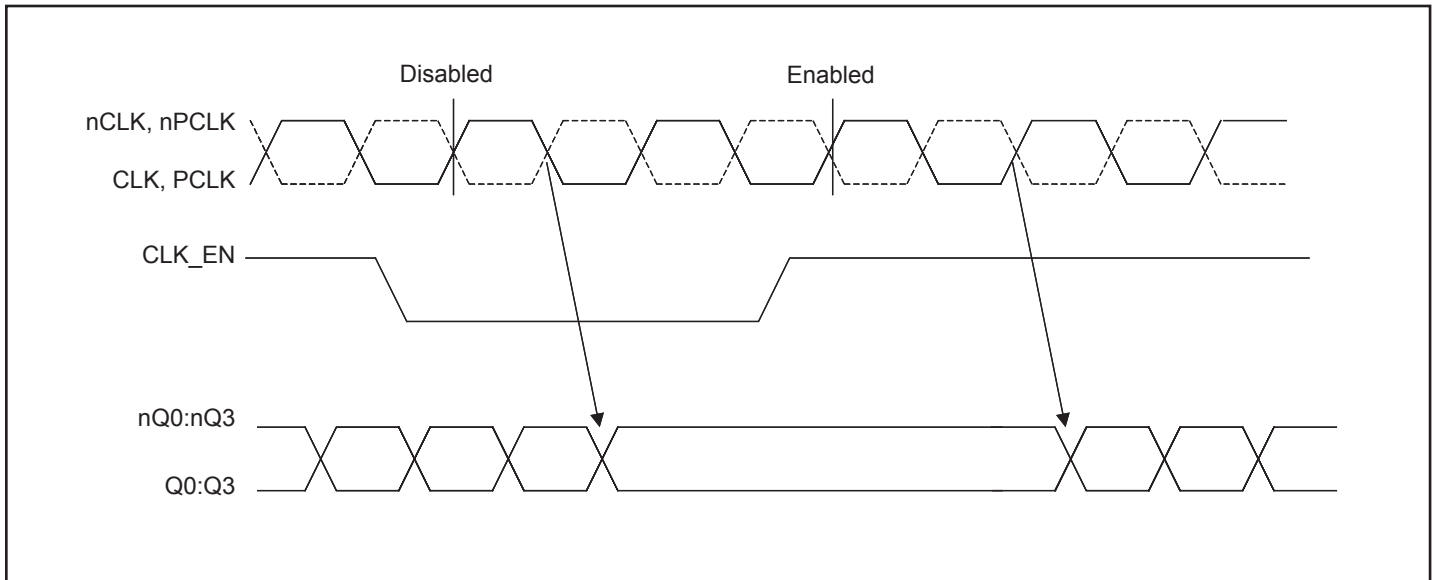 Disabled
Enabled
nCLK, nPCLK
CLK, PCLK
CLK_EN
nQ0:nQ3
Q0:Q3